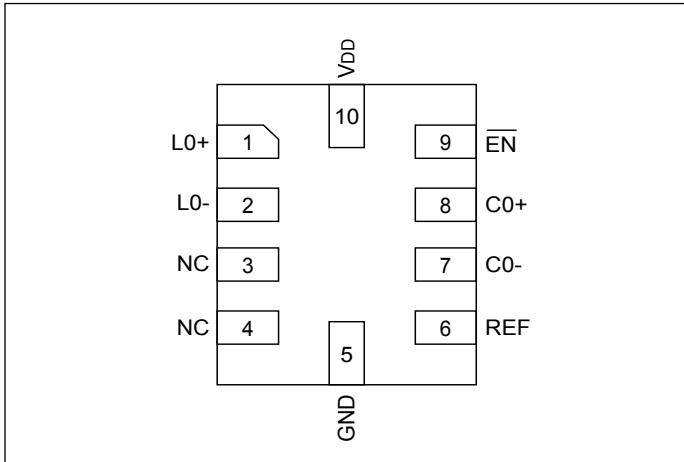 VDD
10
L0+ 1 9 E̅N̅
L0- 2 8 C0+
NC 3 7 C0-
NC 4 6 REF
5
GND